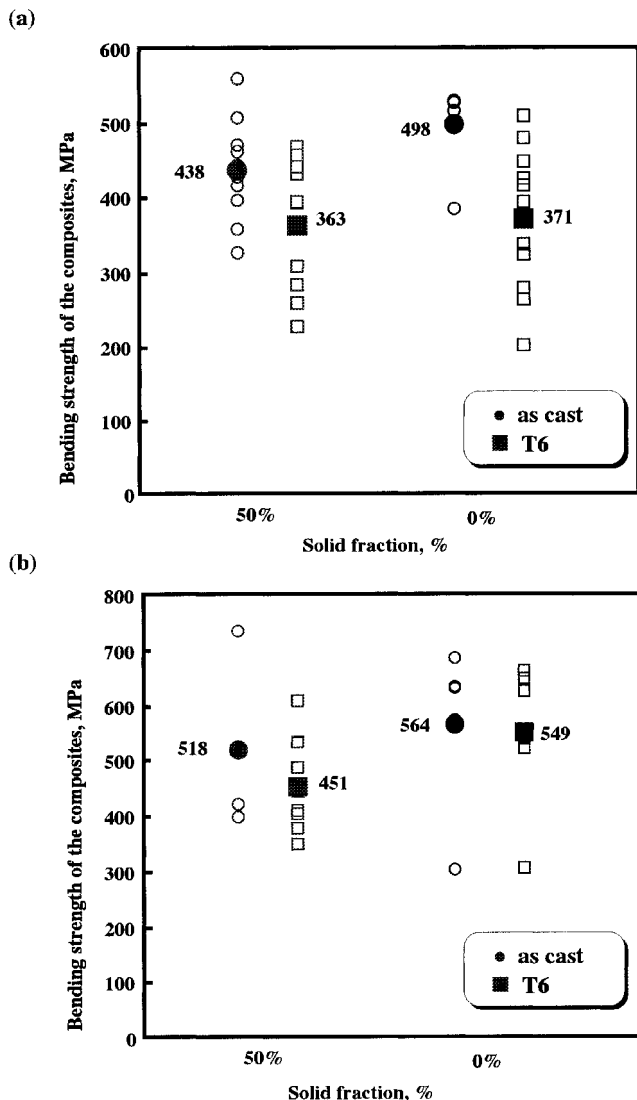 (a)
600
500
400
300
200
100
0
Bending strength of the composites, MPa
438
363
498
371
as cast
T6
50%
0%
Solid fraction, %
(b)
800
700
600
500
400
300
200
100
0
Bending strength of the composites, MPa
518
451
564
549
as cast
T6
50%
0%
Solid fraction, %